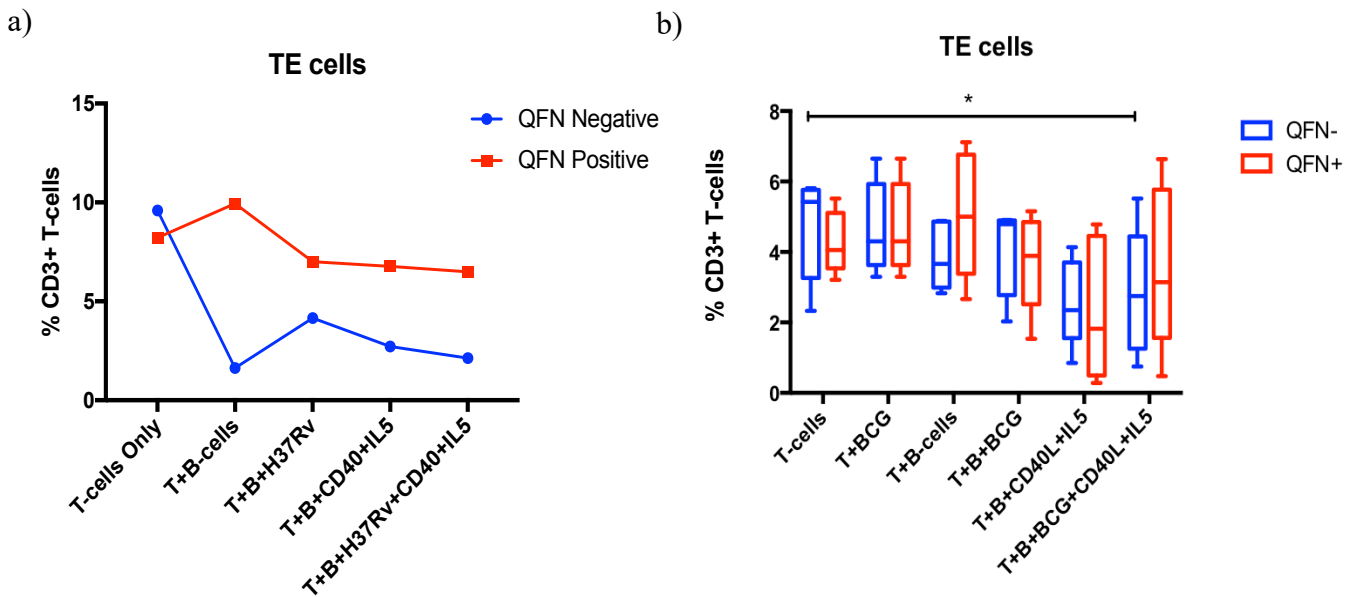 a)
TE cells
15
10
5
0
% CD3+ T-cells
QFN Negative
QFN Positive
T-cells Only
T+B-cells
T+B+H37Rv
T+B+CD40+IL5
T+B+H37Rv+CD40+IL5
b)
TE cells
*
8
6
4
2
0
% CD3+ T-cells
QFN-
QFN+
T-cells
T+BCG
T+B-cells
T+B+BCG
T+B+CD40L+IL5
T+B+BCG+CD40L+IL5